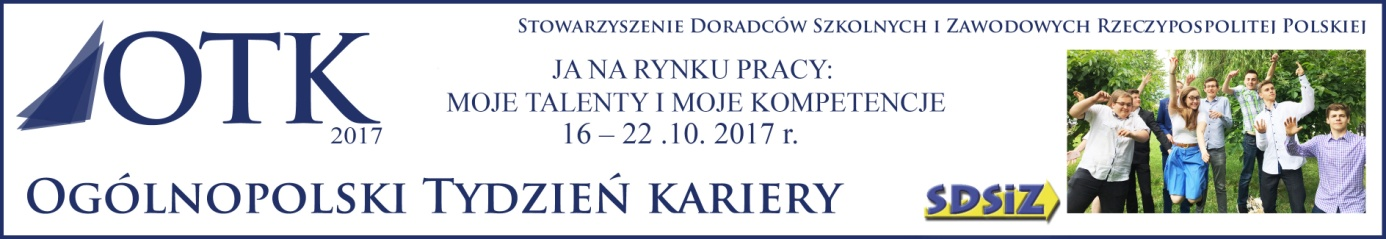 OTK
2017
Stowarzyszenie Doradców Szkolnych i Zawodowych Rzeczypospolitej Polskiej
JA NA RYNKU PRACY:
MOJE TALENTY I MOJE KOMPETENCJE
16 – 22 .10. 2017 r.
Ogólnopolski Tydzień kariery
SDSiZ